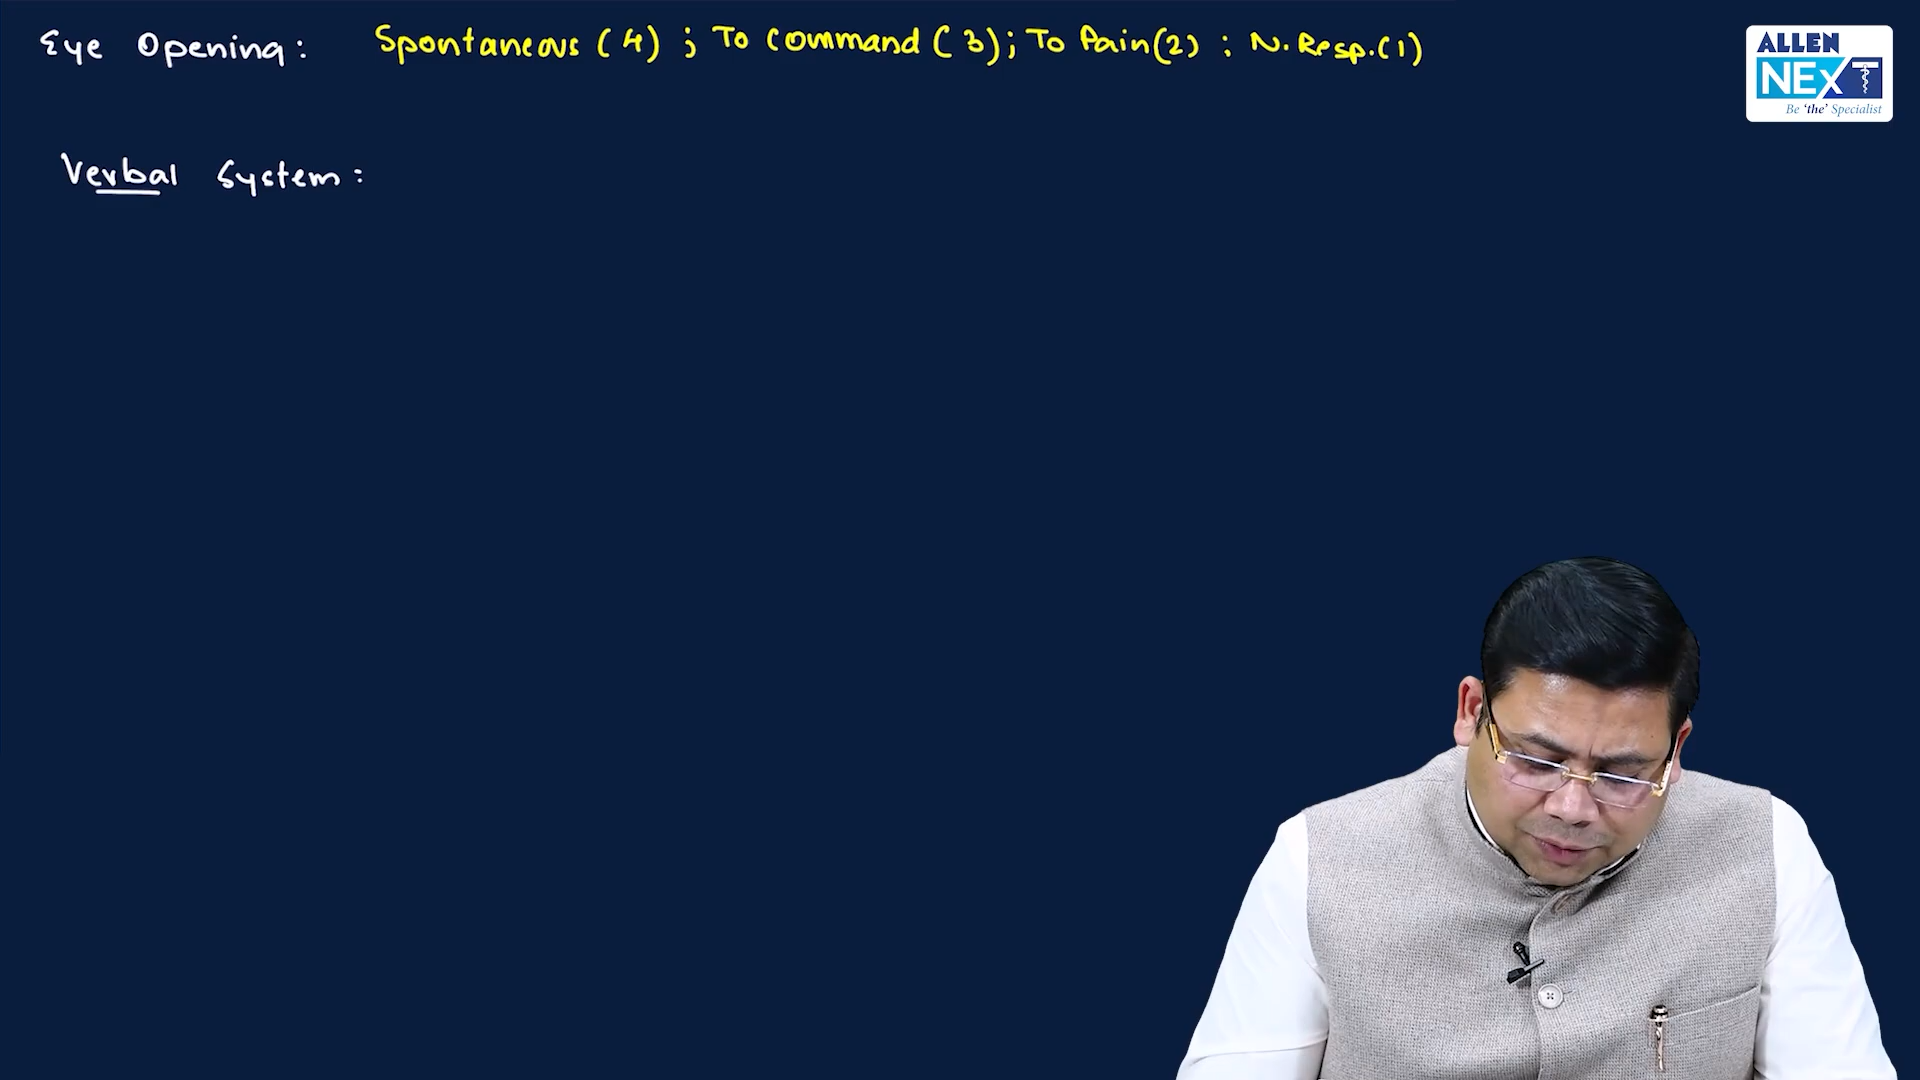 Eye Opening: Spontaneous (4) ; To Command (3) ; To Pain (2) : N. Resp. (1)
ALLEN
NEXT
Be 'the' Specialist
Verbal System :